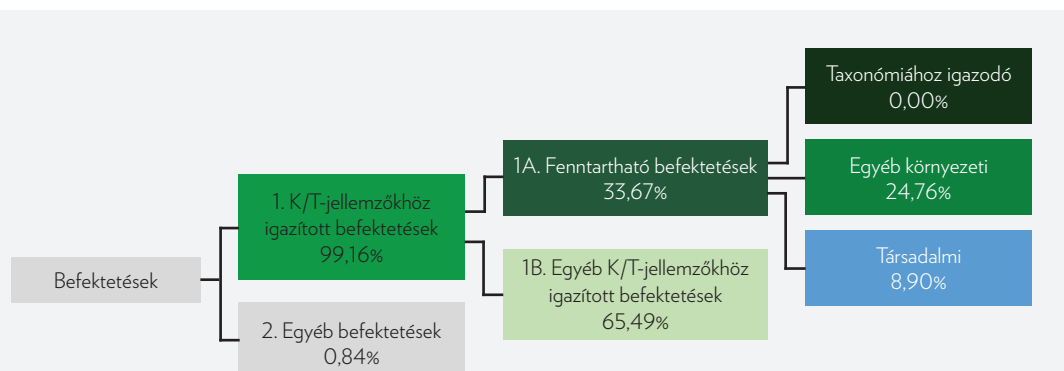 Befektetések
1. K/T-jellemzőkhöz
igazított befektetések
99,16%
2. Egyéb befektetések
0,84%
1A. Fenntartható befektetések
33,67%
1B. Egyéb K/T-jellemzőkhöz
igazított befektetések
65,49%
Taxonómiához igazodó
0,00%
Egyéb környezeti
24,76%
Társadalmi
8,90%